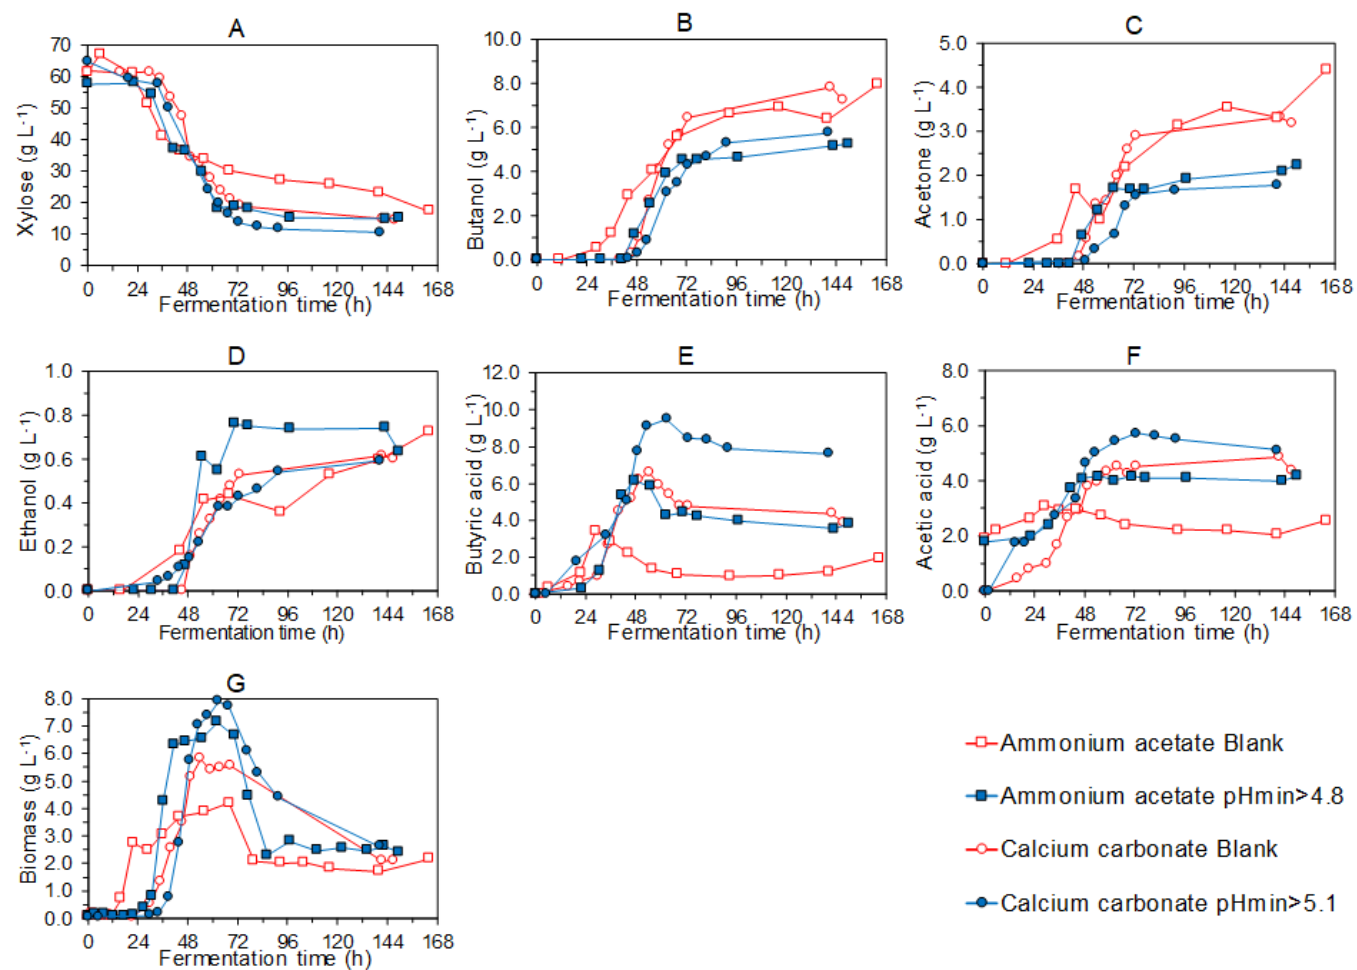 A
Xylose (g L-1)
70
60
50
40
30
20
10
0
0 24 48 72 96 120 144 168
Fermentation time (h)
B
Butanol (g L-1)
10.0
8.0
6.0
4.0
2.0
0.0
0 24 48 72 96 120 144 168
Fermentation time (h)
C
Acetone (g L-1)
5.0
4.0
3.0
2.0
1.0
0.0
0 24 48 72 96 120 144 168
Fermentation time (h)
D
Ethanol (g L-1)
1.0
0.8
0.6
0.4
0.2
0.0
0 24 48 72 96 120 144 168
Fermentation time (h)
E
Butyric acid (g L-1)
12.0
10.0
8.0
6.0
4.0
2.0
0.0
0 24 48 72 96 120 144 168
Fermentation time (h)
F
Acetic acid (g L-1)
8.0
6.0
4.0
2.0
0.0
0 24 48 72 96 120 144 168
Fermentation time (h)
G
Biomass (g L-1)
8.0
7.0
6.0
5.0
4.0
3.0
2.0
1.0
0.0
0 24 48 72 96 120 144 168
Fermentation time (h)
Ammonium acetate Blank
Ammonium acetate pHmin>4.8
Calcium carbonate Blank
Calcium carbonate pHmin>5.1